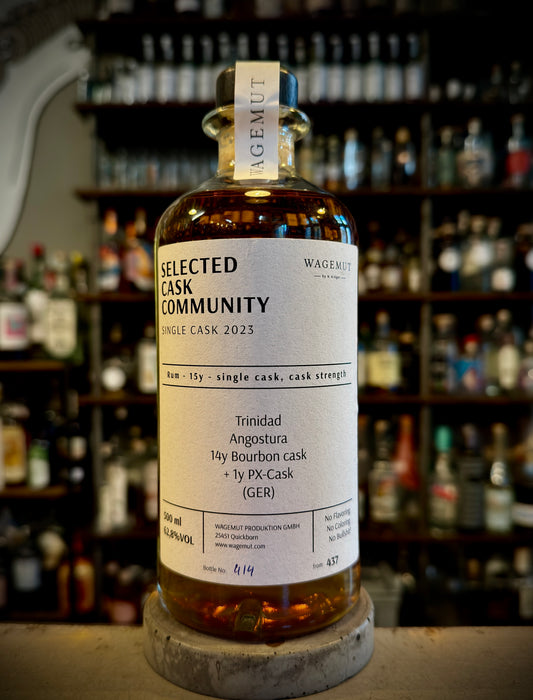 WAGEMUT
SELECTED
CASK
COMMUNITY
SINGLE CASK 2023
WAGEMUT
Rum - 15y - single cask, cask strength
Trinidad
Angostura
14y Bourbon cask
+ 1y PX-Cask
(GER)
500 ml
62,8%VOL
WAGEMUT PRODUKTION GMBH
25451 Quickborn
www.wagemut.com
No Flavoring
No Coloring
No Bullshit
Bottle No: 414
from 437